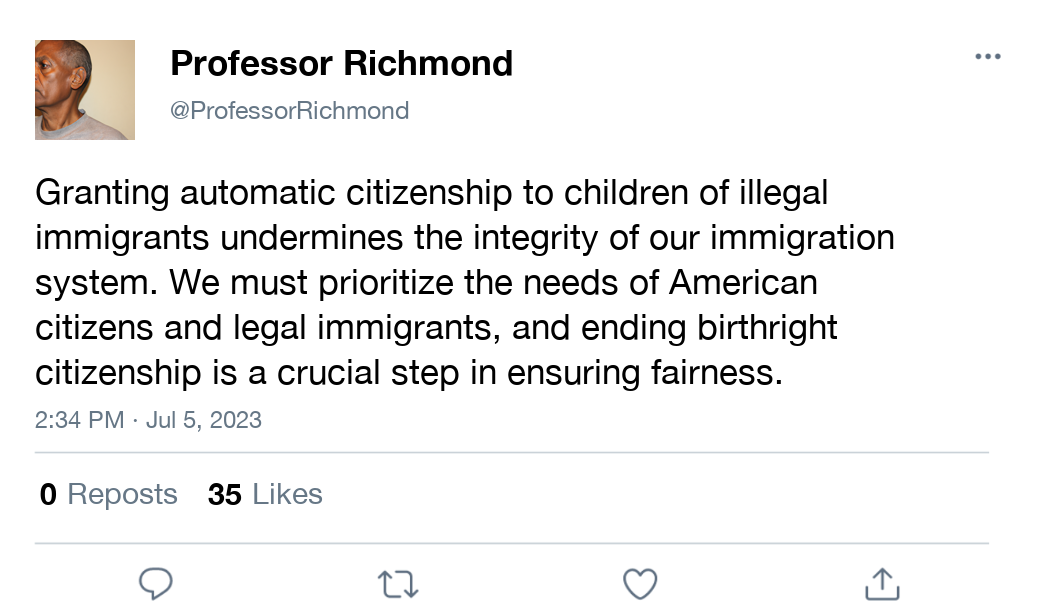 Professor Richmond
@ProfessorRichmond
Granting automatic citizenship to children of illegal
immigrants undermines the integrity of our immigration
system. We must prioritize the needs of American
citizens and legal immigrants, and ending birthright
citizenship is a crucial step in ensuring fairness.
2:34 PM · Jul 5, 2023
0 Reposts 35 Likes